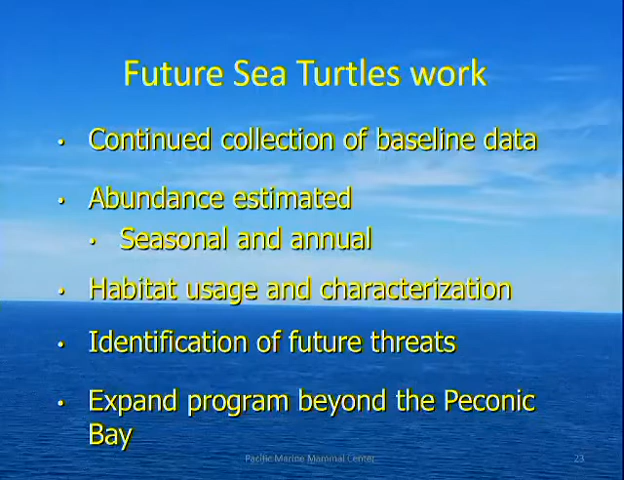 Future Sea Turtles work
• Continued collection of baseline data
• Abundance estimated
• Seasonal and annual
• Habitat usage and characterization
• Identification of future threats
• Expand program beyond the Peconic
Bay
Pacific Marine Mammal Center
23